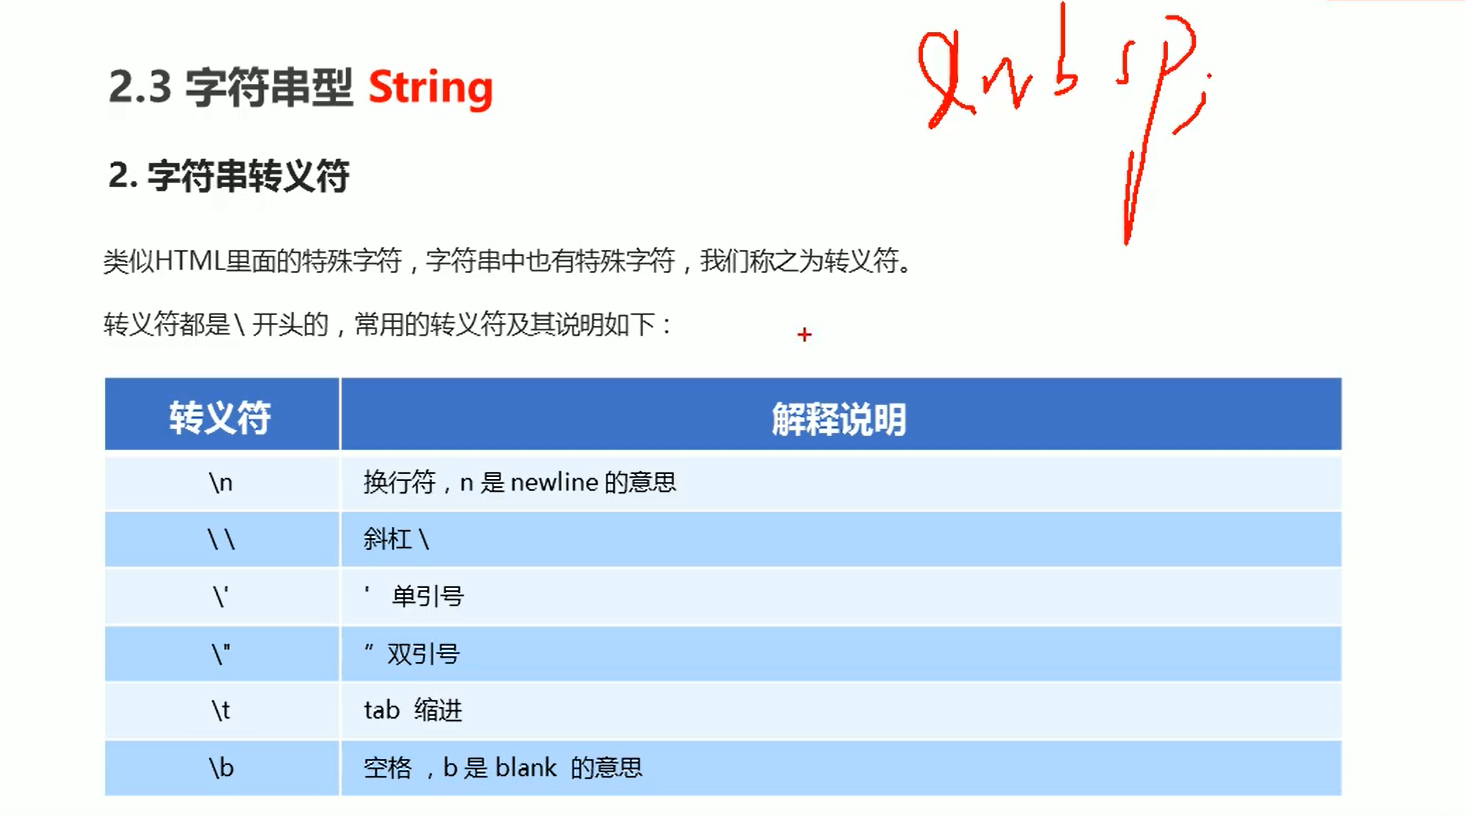 &nbsp;
2.3 字符串型 String
2. 字符串转义符
类似HTML里面的特殊字符，字符串中也有特殊字符，我们称之为转义符。
转义符都是 \ 开头的，常用的转义符及其说明如下：
转义符 解释说明
\n 换行符，n 是 newline 的意思
\ \ 斜杠 \
\' ' 单引号
\" ” 双引号
\t tab 缩进
\b 空格 ，b 是 blank 的意思